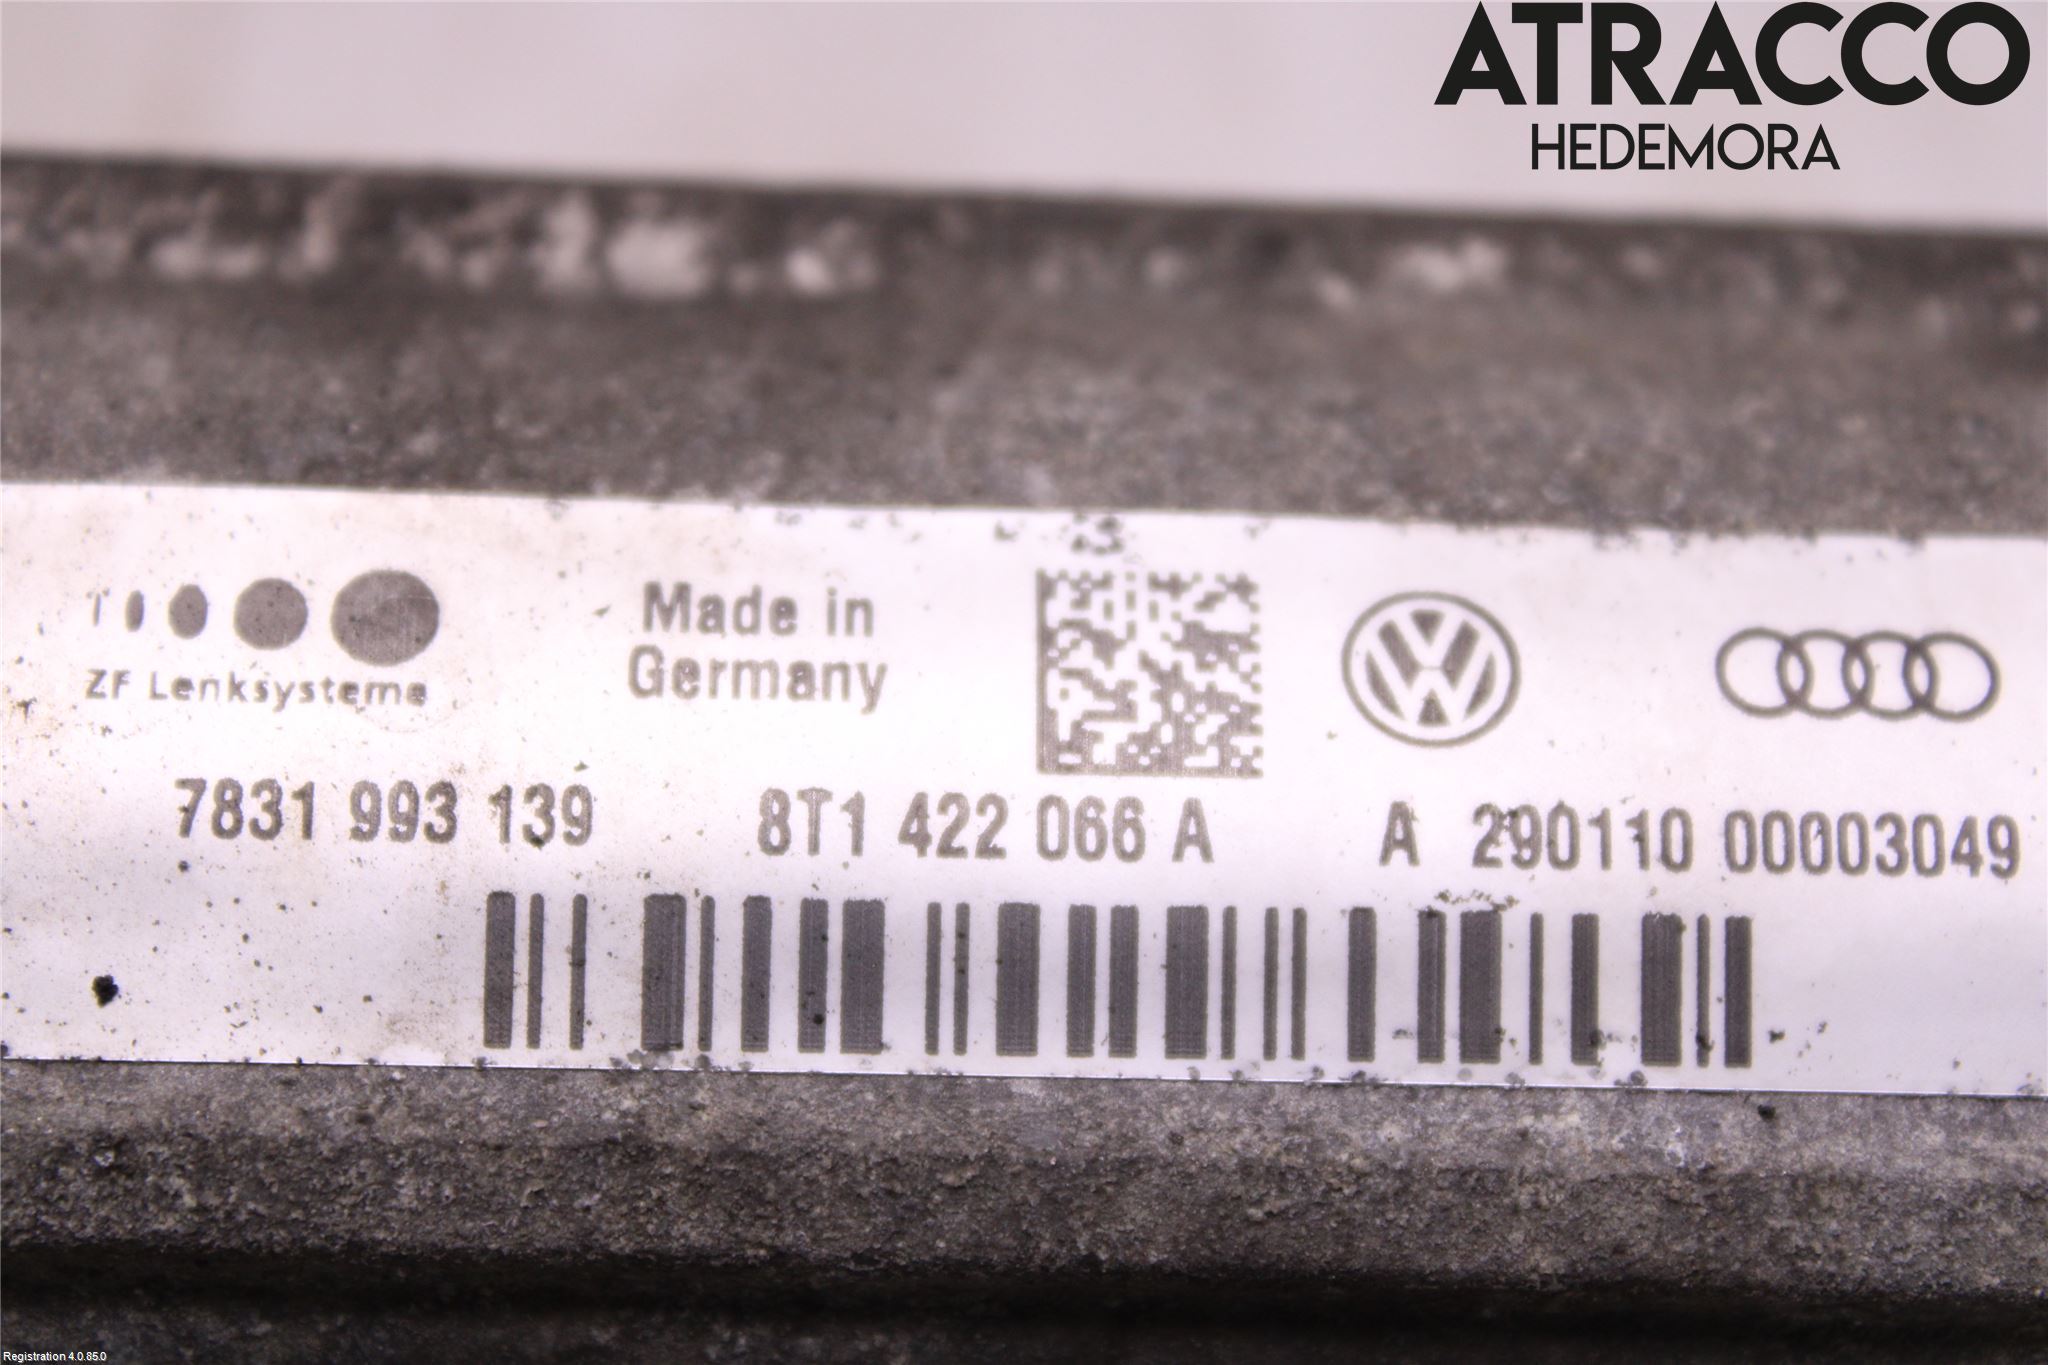 ATRACCO
HEDEMORA
ZF Lenksysteme
Made in
Germany
7831 993 139 8T1 422 066 A A 290110 00003049
Registration 4.0.85.0